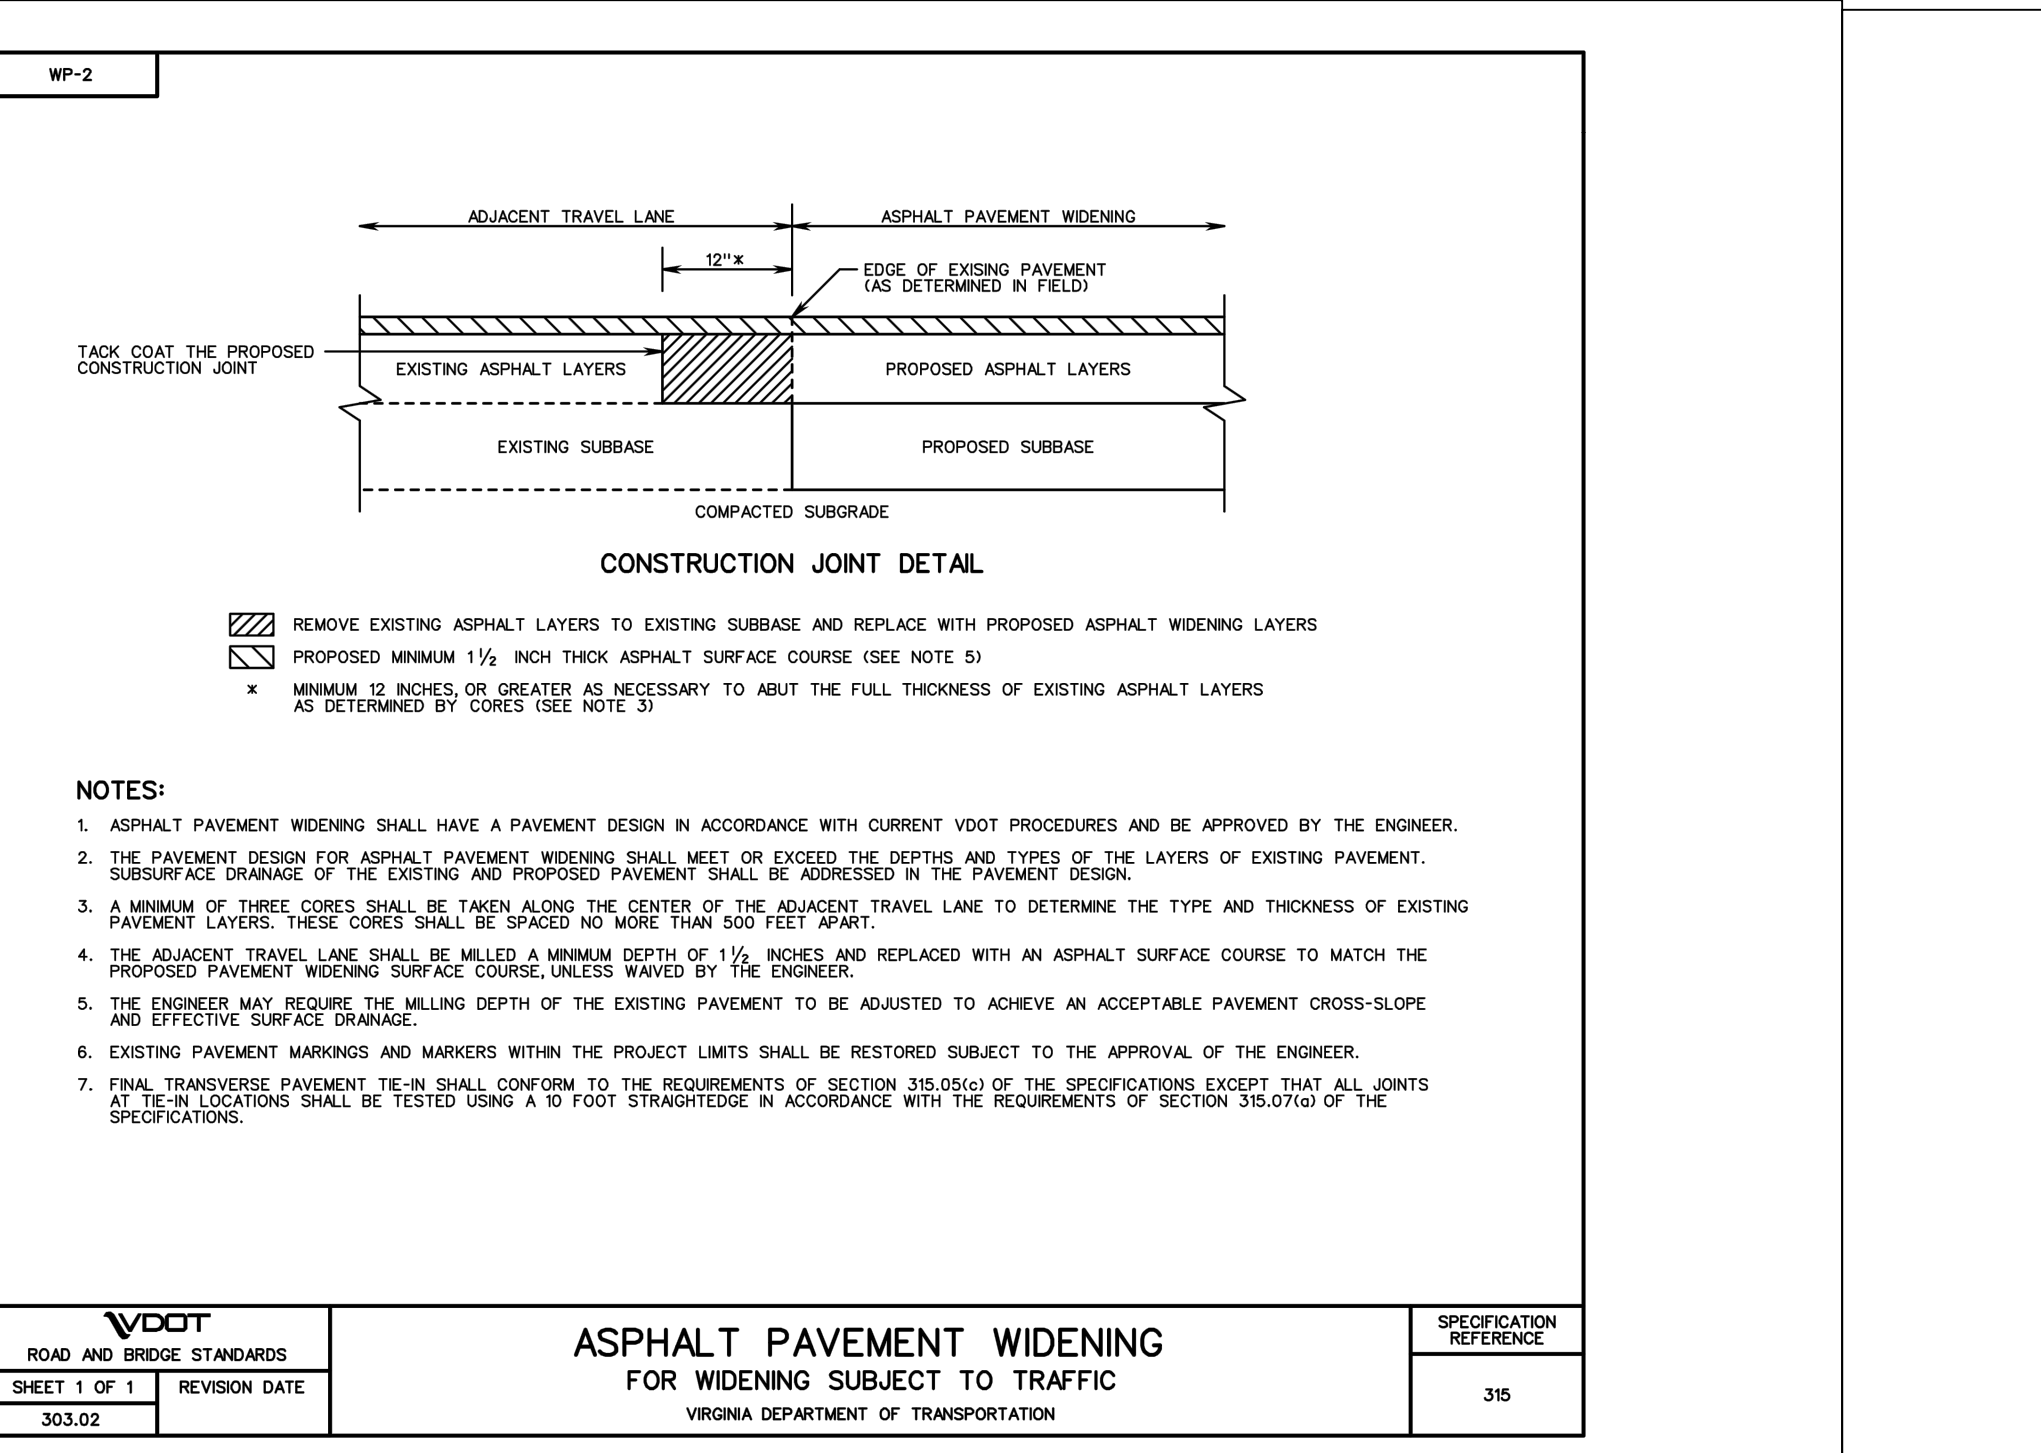 WP-2
ADJACENT TRAVEL LANE
ASPHALT PAVEMENT WIDENING
12"*
EDGE OF EXISING PAVEMENT
(AS DETERMINED IN FIELD)
TACK COAT THE PROPOSED
CONSTRUCTION JOINT
EXISTING ASPHALT LAYERS
PROPOSED ASPHALT LAYERS
EXISTING SUBBASE
PROPOSED SUBBASE
COMPACTED SUBGRADE
CONSTRUCTION JOINT DETAIL
REMOVE EXISTING ASPHALT LAYERS TO EXISTING SUBBASE AND REPLACE WITH PROPOSED ASPHALT WIDENING LAYERS
PROPOSED MINIMUM 1 1/2 INCH THICK ASPHALT SURFACE COURSE (SEE NOTE 5)
* MINIMUM 12 INCHES, OR GREATER AS NECESSARY TO ABUT THE FULL THICKNESS OF EXISTING ASPHALT LAYERS
AS DETERMINED BY CORES (SEE NOTE 3)
NOTES:
1. ASPHALT PAVEMENT WIDENING SHALL HAVE A PAVEMENT DESIGN IN ACCORDANCE WITH CURRENT VDOT PROCEDURES AND BE APPROVED BY THE ENGINEER.
2. THE PAVEMENT DESIGN FOR ASPHALT PAVEMENT WIDENING SHALL MEET OR EXCEED THE DEPTHS AND TYPES OF THE LAYERS OF EXISTING PAVEMENT.
SUBSURFACE DRAINAGE OF THE EXISTING AND PROPOSED PAVEMENT SHALL BE ADDRESSED IN THE PAVEMENT DESIGN.
3. A MINIMUM OF THREE CORES SHALL BE TAKEN ALONG THE CENTER OF THE ADJACENT TRAVEL LANE TO DETERMINE THE TYPE AND THICKNESS OF EXISTING
PAVEMENT LAYERS. THESE CORES SHALL BE SPACED NO MORE THAN 500 FEET APART.
4. THE ADJACENT TRAVEL LANE SHALL BE MILLED A MINIMUM DEPTH OF 1 1/2 INCHES AND REPLACED WITH AN ASPHALT SURFACE COURSE TO MATCH THE
PROPOSED PAVEMENT WIDENING SURFACE COURSE, UNLESS WAIVED BY THE ENGINEER.
5. THE ENGINEER MAY REQUIRE THE MILLING DEPTH OF THE EXISTING PAVEMENT TO BE ADJUSTED TO ACHIEVE AN ACCEPTABLE PAVEMENT CROSS-SLOPE
AND EFFECTIVE SURFACE DRAINAGE.
6. EXISTING PAVEMENT MARKINGS AND MARKERS WITHIN THE PROJECT LIMITS SHALL BE RESTORED SUBJECT TO THE APPROVAL OF THE ENGINEER.
7. FINAL TRANSVERSE PAVEMENT TIE-IN SHALL CONFORM TO THE REQUIREMENTS OF SECTION 315.05(c) OF THE SPECIFICATIONS EXCEPT THAT ALL JOINTS
AT TIE-IN LOCATIONS SHALL BE TESTED USING A 10 FOOT STRAIGHTEDGE IN ACCORDANCE WITH THE REQUIREMENTS OF SECTION 315.07(a) OF THE
SPECIFICATIONS.
VDOT
ROAD AND BRIDGE STANDARDS
SHEET 1 OF 1
REVISION DATE
303.02
ASPHALT PAVEMENT WIDENING
FOR WIDENING SUBJECT TO TRAFFIC
VIRGINIA DEPARTMENT OF TRANSPORTATION
SPECIFICATION
REFERENCE
315